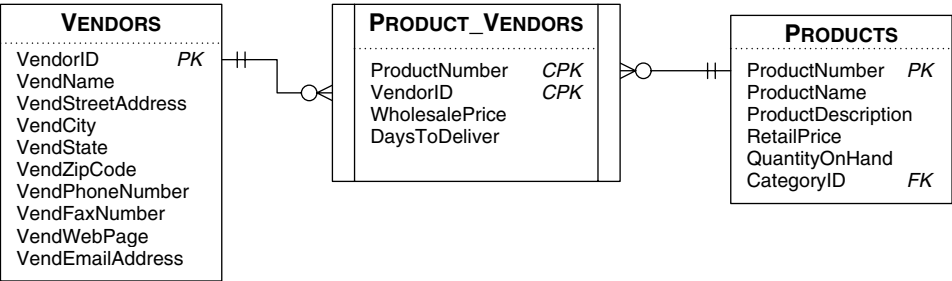 VENDORS
VendorID PK
VendName
VendStreetAddress
VendCity
VendState
VendZipCode
VendPhoneNumber
VendFaxNumber
VendWebPage
VendEmailAddress
PRODUCT_VENDORS
ProductNumber CPK
VendorID CPK
WholesalePrice
DaysToDeliver
PRODUCTS
ProductNumber PK
ProductName
ProductDescription
RetailPrice
QuantityOnHand
CategoryID FK